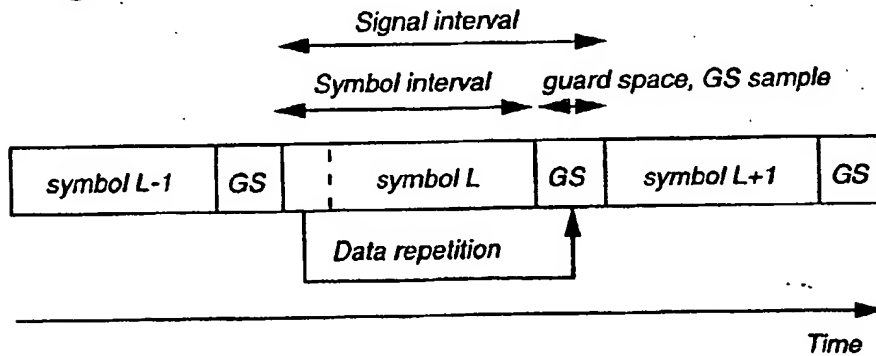 Signal interval
Symbol interval guard space, GS sample
symbol L-1 GS symbol L GS symbol L+1 GS
Data repetition
Time